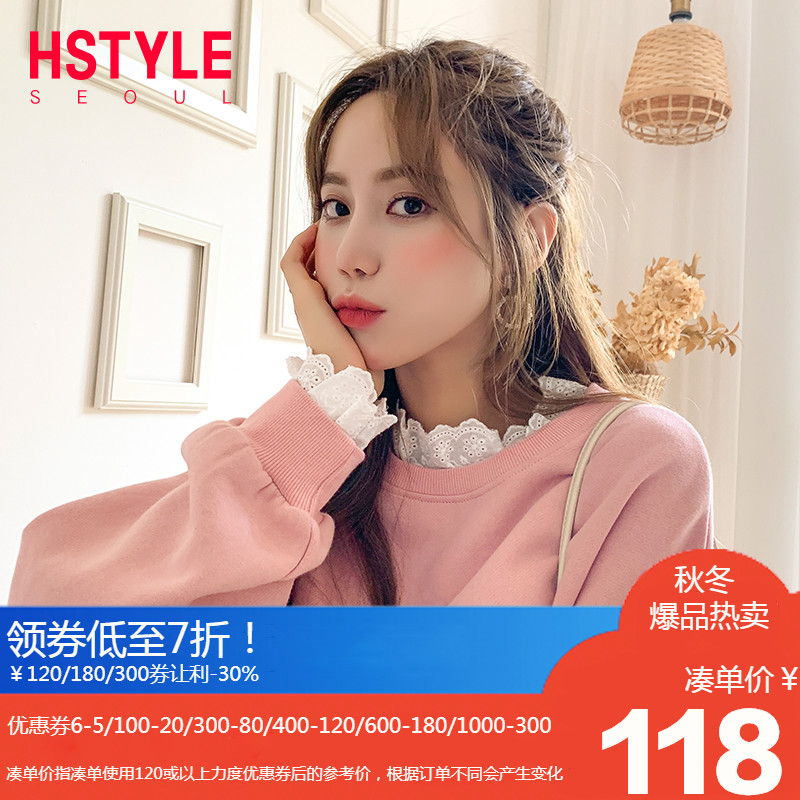 HSTYLE
SEOUL
秋冬
爆品热卖
领券低至7折！
￥120/180/300券让利-30%
凑单价￥
118
优惠券6-5/100-20/300-80/400-120/600-180/1000-300
凑单价指凑单使用120或以上力度优惠券后的参考价，根据订单不同会产生变化